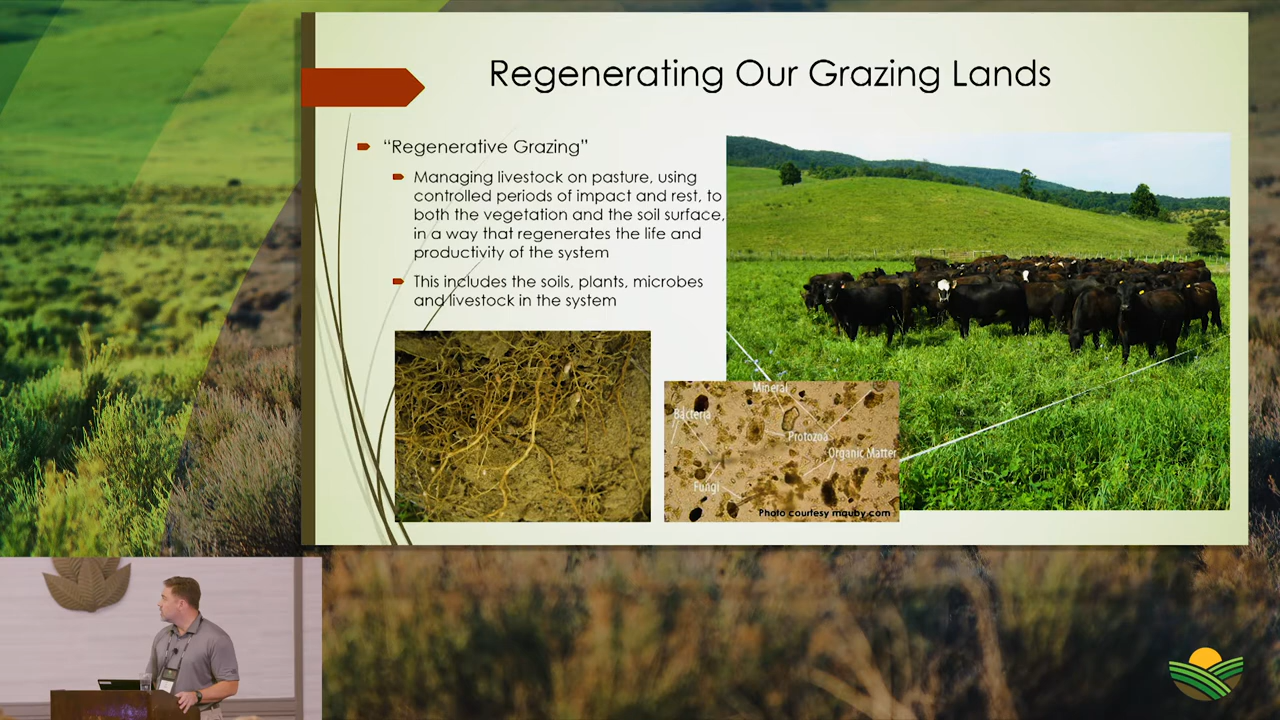 Regenerating Our Grazing Lands
“Regenerative Grazing”
Managing livestock on pasture, using
controlled periods of impact and rest, to
both the vegetation and the soil surface,
in a way that regenerates the life and
productivity of the system
This includes the soils, plants, microbes
and livestock in the system
Mineral
Bacteria
Protozoa
Organic Matter
Fungi
Photo courtesy mauby.com